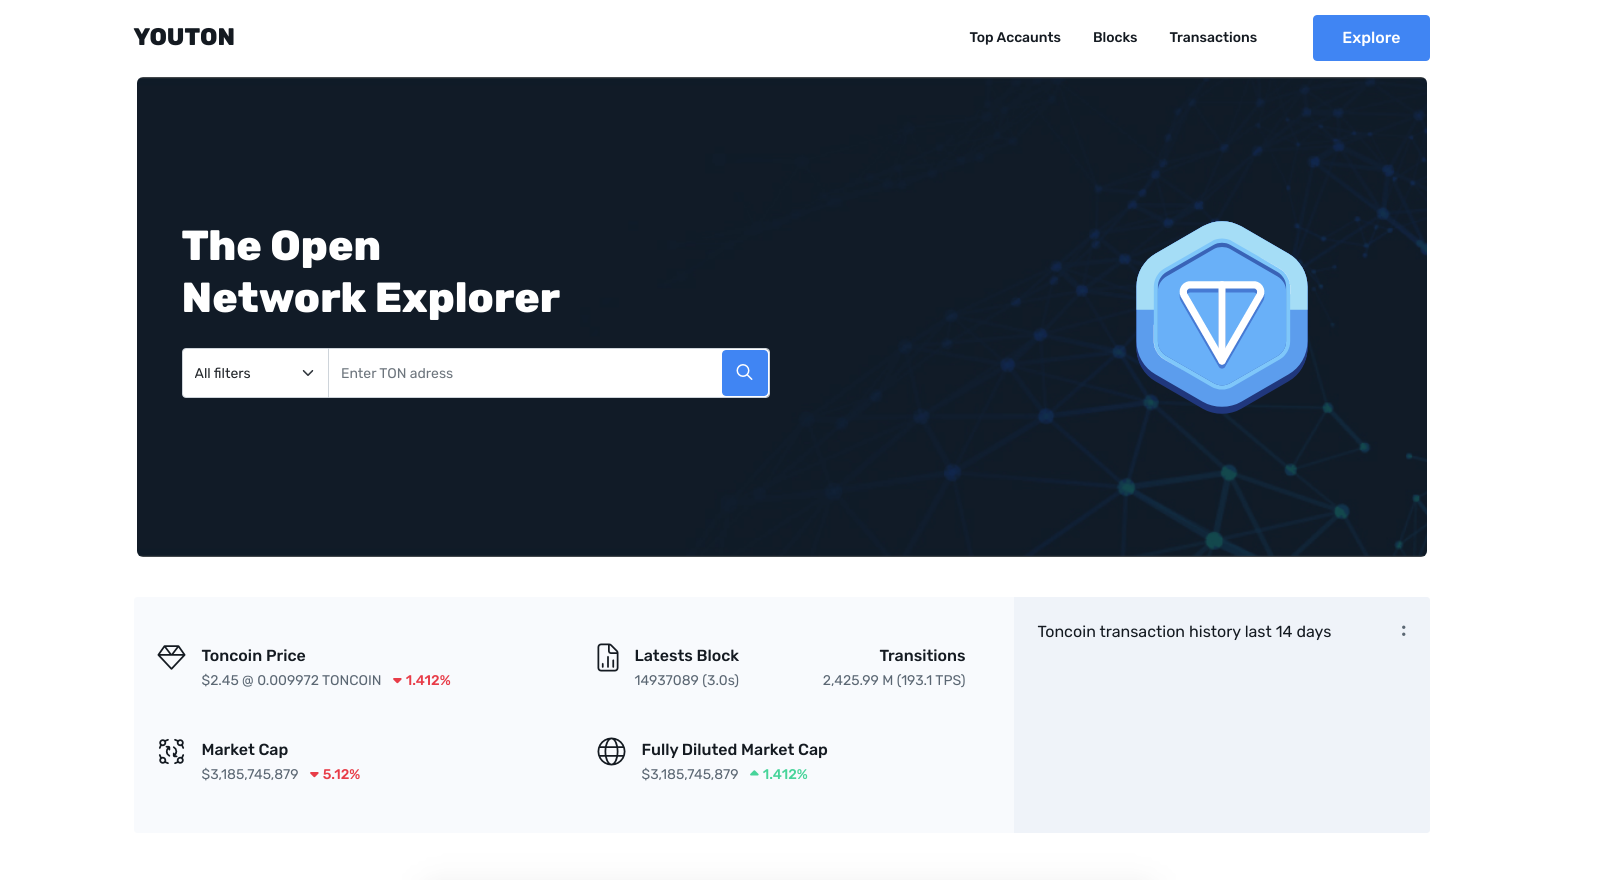 YOUTON
Top Accaunts
Blocks
Transactions
Explore
The Open
Network Explorer
All filters
Enter TON adress
Toncoin Price
$2.45 @ 0.009972 TONCOIN 1.412%
Latests Block
14937089 (3.0s)
Transitions
2,425.99 M (193.1 TPS)
Toncoin transaction history last 14 days
Market Cap
$3,185,745,879 5.12%
Fully Diluted Market Cap
$3,185,745,879 1.412%